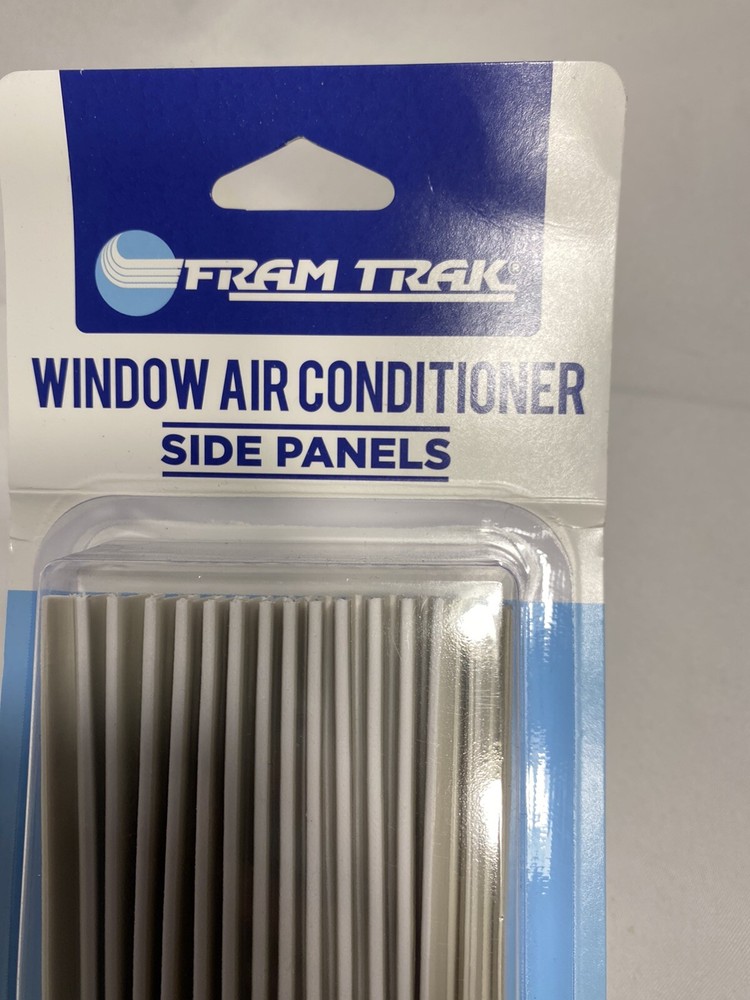 FRAM TRAK®
WINDOW AIR CONDITIONER
SIDE PANELS